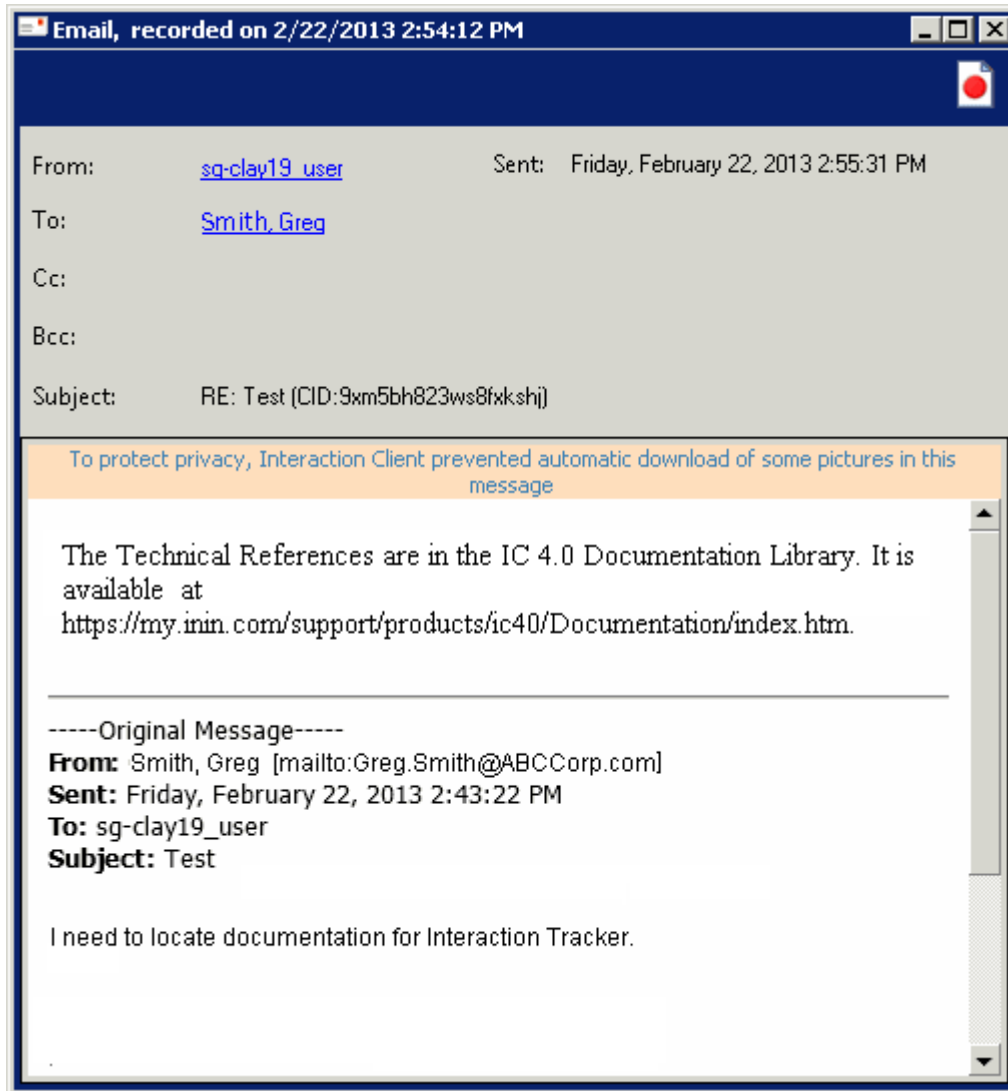 Email, recorded on 2/22/2013 2:54:12 PM
From: sg-clay19_user Sent: Friday, February 22, 2013 2:55:31 PM
To: Smith, Greg
Cc:
Bcc:
Subject: RE: Test (CID:9xm5bh823ws8fxkshj)
To protect privacy, Interaction Client prevented automatic download of some pictures in this
message
The Technical References are in the IC 4.0 Documentation Library. It is
available at
https://my.inin.com/support/products/ic40/Documentation/index.htm.
-----Original Message-----
From: Smith, Greg [mailto:Greg.Smith@ABCCorp.com]
Sent: Friday, February 22, 2013 2:43:22 PM
To: sg-clay19_user
Subject: Test
I need to locate documentation for Interaction Tracker.
.